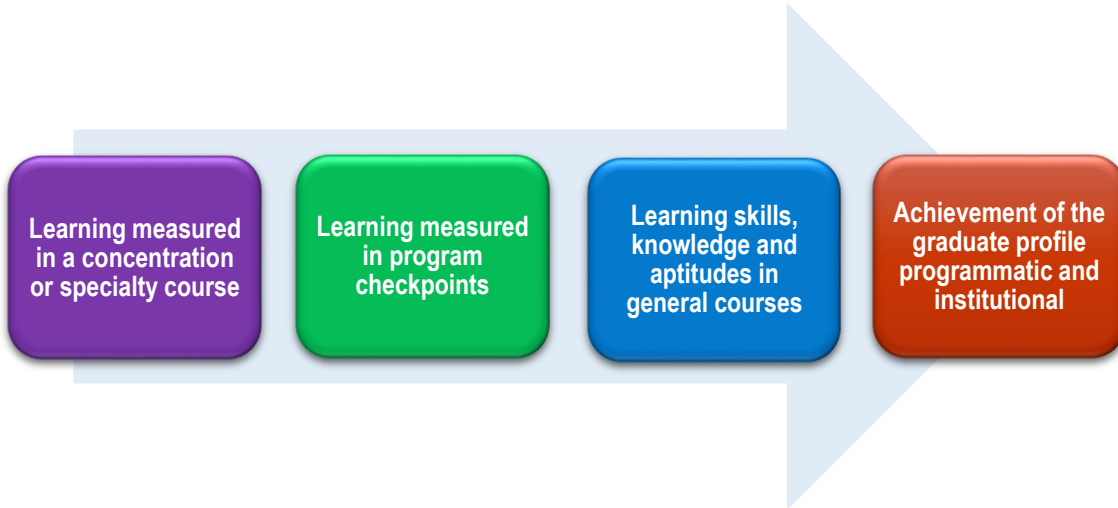 Learning measured
in a concentration
or specialty course
Learning measured
in program
checkpoints
Learning skills,
knowledge and
aptitudes in
general courses
Achievement of the
graduate profile
programmatic and
institutional